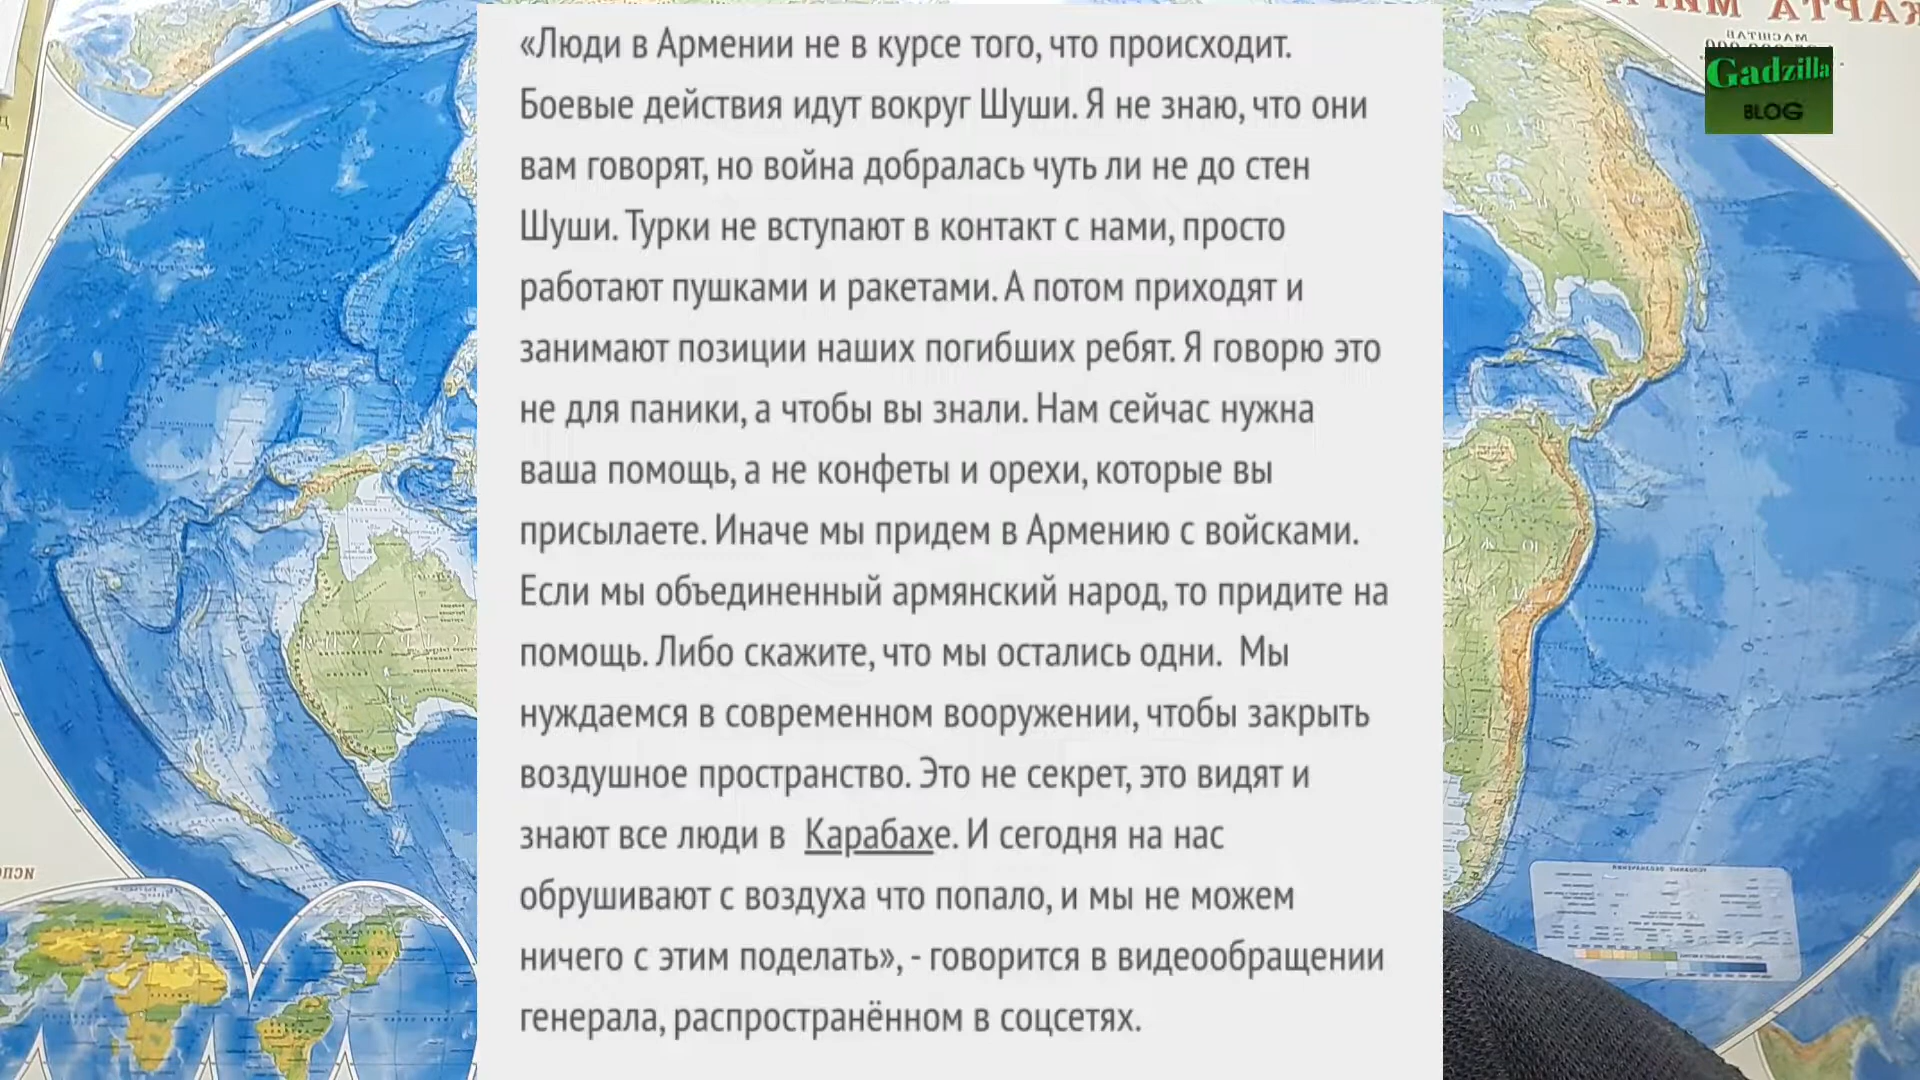 КАРТА МИРА
МАСШТАБ
Gadzilla
BLOG
«Люди в Армении не в курсе того, что происходит.
Боевые действия идут вокруг Шуши. Я не знаю, что они
вам говорят, но война добралась чуть ли не до стен
Шуши. Турки не вступают в контакт с нами, просто
работают пушками и ракетами. А потом приходят и
занимают позиции наших погибших ребят. Я говорю это
не для паники, а чтобы вы знали. Нам сейчас нужна
ваша помощь, а не конфеты и орехи, которые вы
присылаете. Иначе мы придем в Армению с войсками.
Если мы объединенный армянский народ, то придите на
помощь. Либо скажите, что мы остались одни. Мы
нуждаемся в современном вооружении, чтобы закрыть
воздушное пространство. Это не секрет, это видят и
знают все люди в Карабахе. И сегодня на нас
обрушивают с воздуха что попало, и мы не можем
ничего с этим поделать», - говорится в видеообращении
генерала, распространённом в соцсетях.